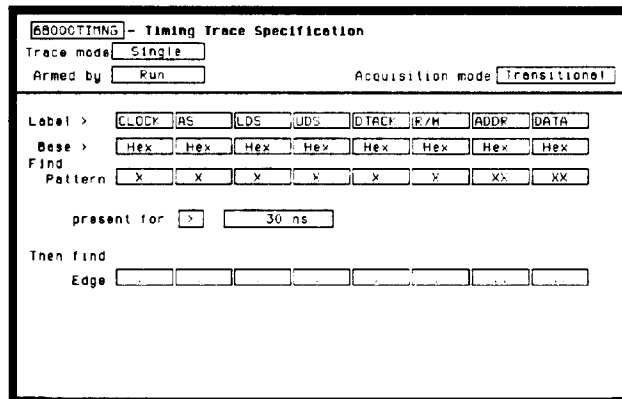 68000TIMNG - Timing Trace Specification
Trace mode Single
Armed by Run Acquisition mode Transitional
Label > CLOCK AS LDS UDS DTACK R/W ADDR DATA
Base > Hex Hex Hex Hex Hex Hex Hex Hex
Find
Pattern X X X X X X XX XX
present for > 30 ns
Then find
Edge . . . . . . .. ..